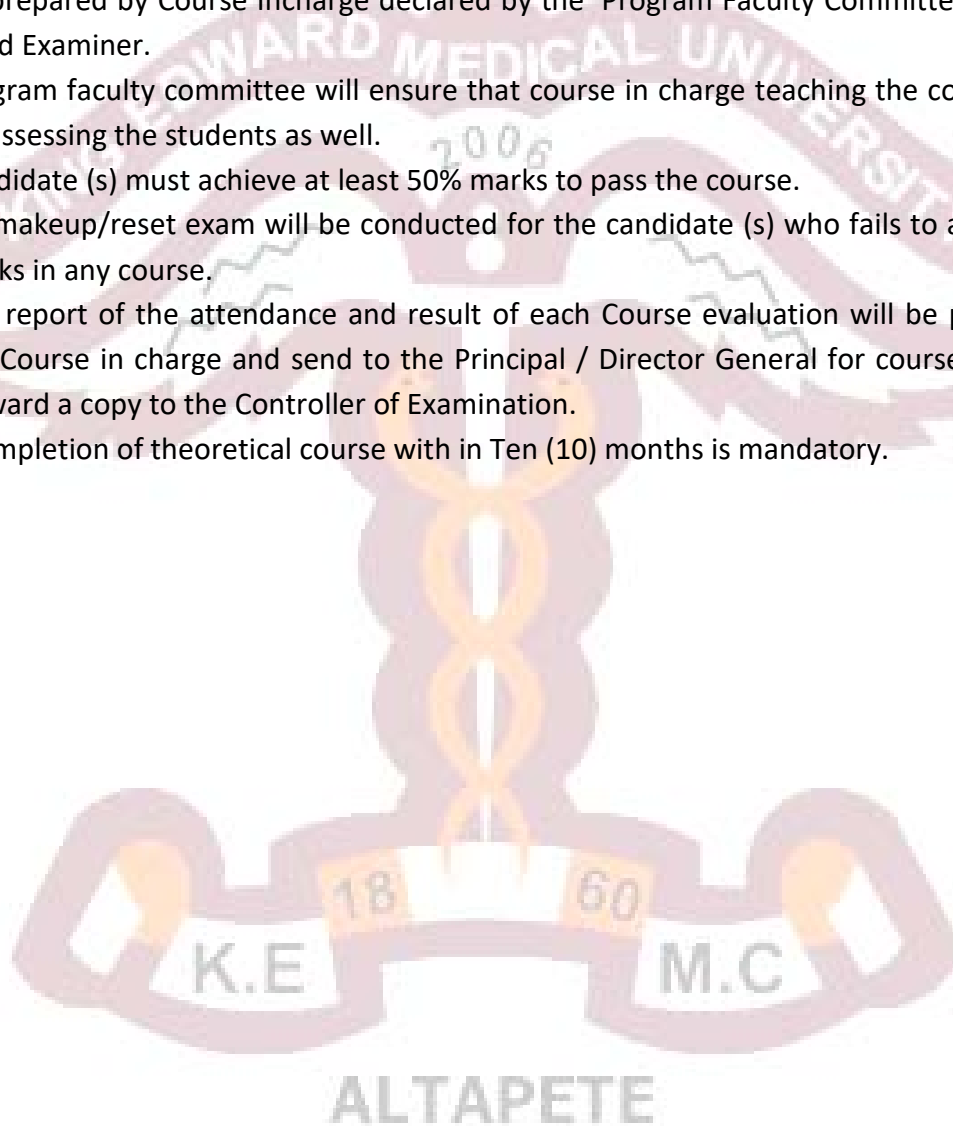 prepared by Course Incharge declared by the Program Faculty Committe
d Examiner.
gram faculty committee will ensure that course in charge teaching the co
ssessing the students as well.
didate (s) must achieve at least 50% marks to pass the course.
makeup/reset exam will be conducted for the candidate (s) who fails to a
ks in any course.
report of the attendance and result of each Course evaluation will be p
Course in charge and send to the Principal / Director General for course
ward a copy to the Controller of Examination.
mpletion of theoretical course with in Ten (10) months is mandatory.
KING EDWARD MEDICAL UNIVERSIT
2006
18 60
K.E M.C
ALTAPETE